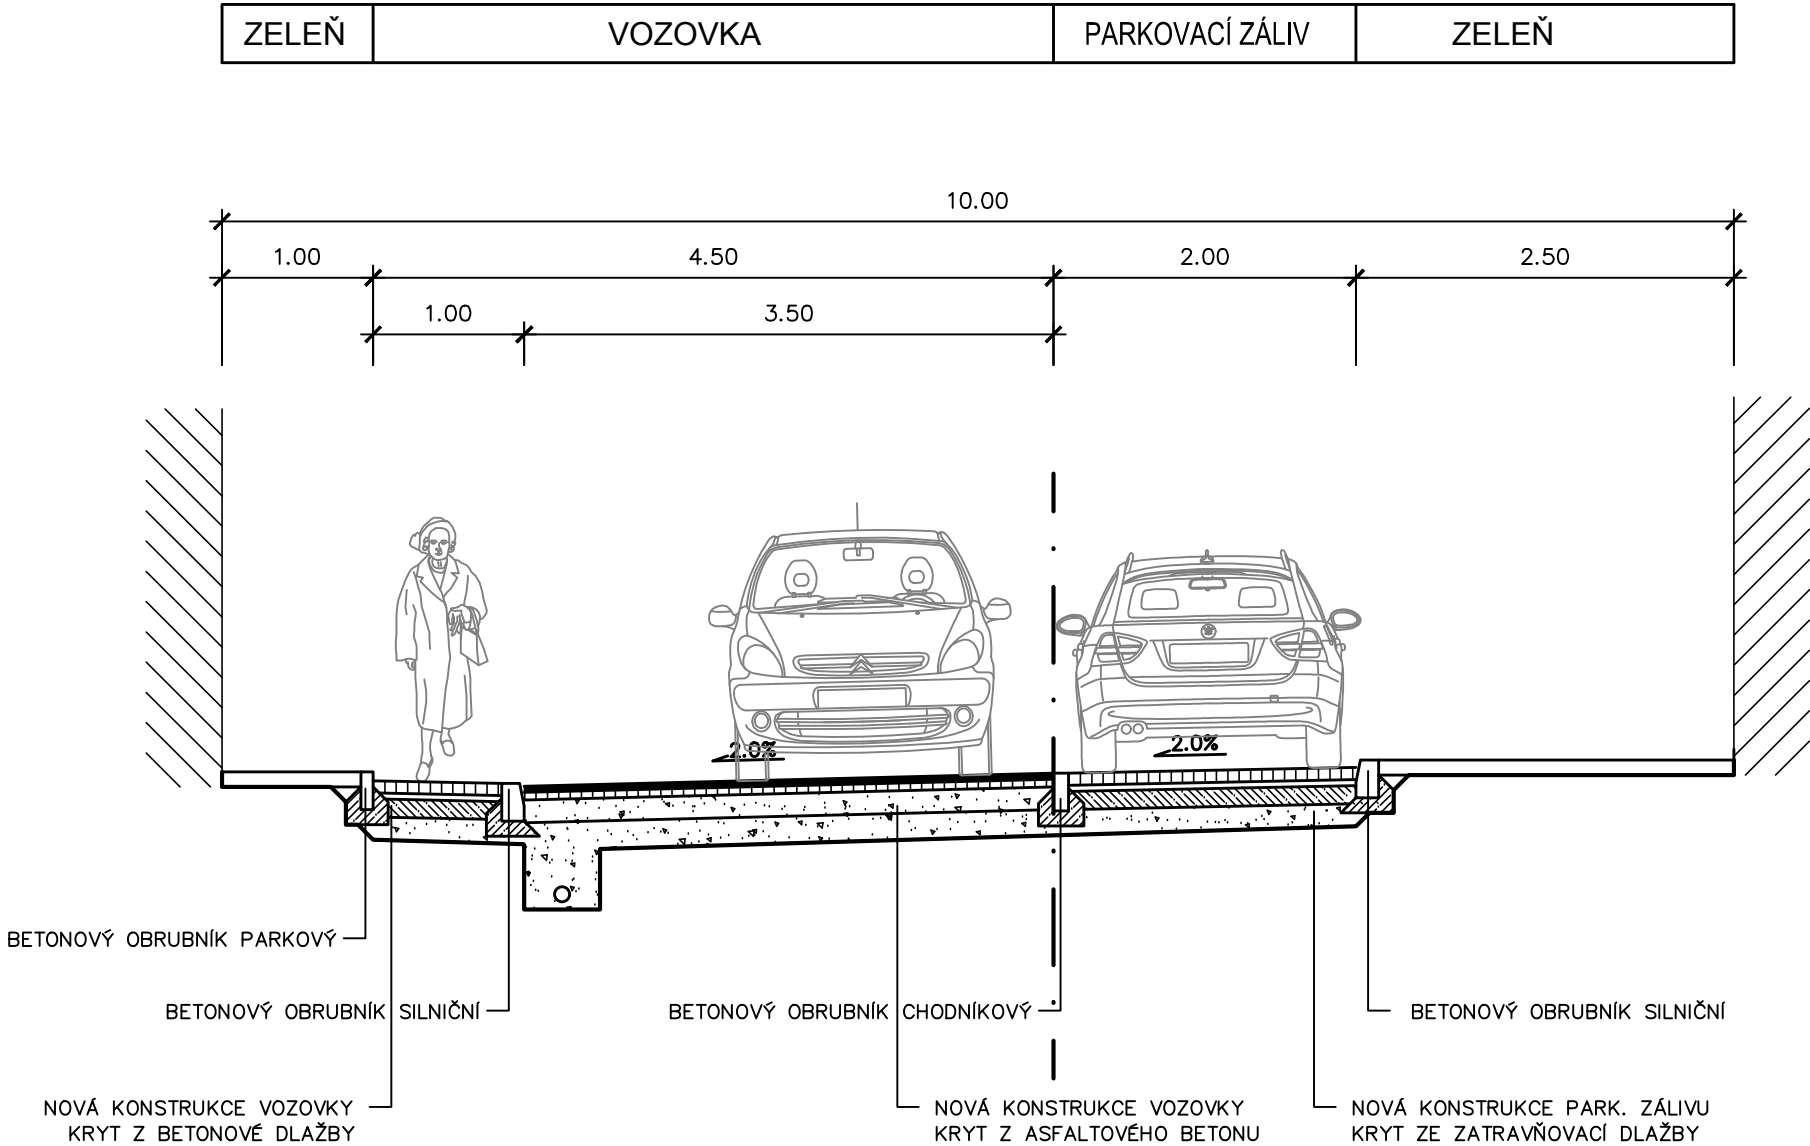 ZELEŇ VOZOVKA PARKOVACÍ ZÁLIV ZELEŇ
10.00
1.00 4.50 2.00 2.50
1.00 3.50
2.0% 2.0%
BETONOVÝ OBRUBNÍK PARKOVÝ
BETONOVÝ OBRUBNÍK SILNIČNÍ BETONOVÝ OBRUBNÍK CHODNÍKOVÝ BETONOVÝ OBRUBNÍK SILNIČNÍ
NOVÁ KONSTRUKCE VOZOVKY NOVÁ KONSTRUKCE VOZOVKY NOVÁ KONSTRUKCE PARK. ZÁLIVU
KRYT Z BETONOVÉ DLAŽBY KRYT Z ASFALTOVÉHO BETONU KRYT ZE ZATRAVŇOVACÍ DLAŽBY